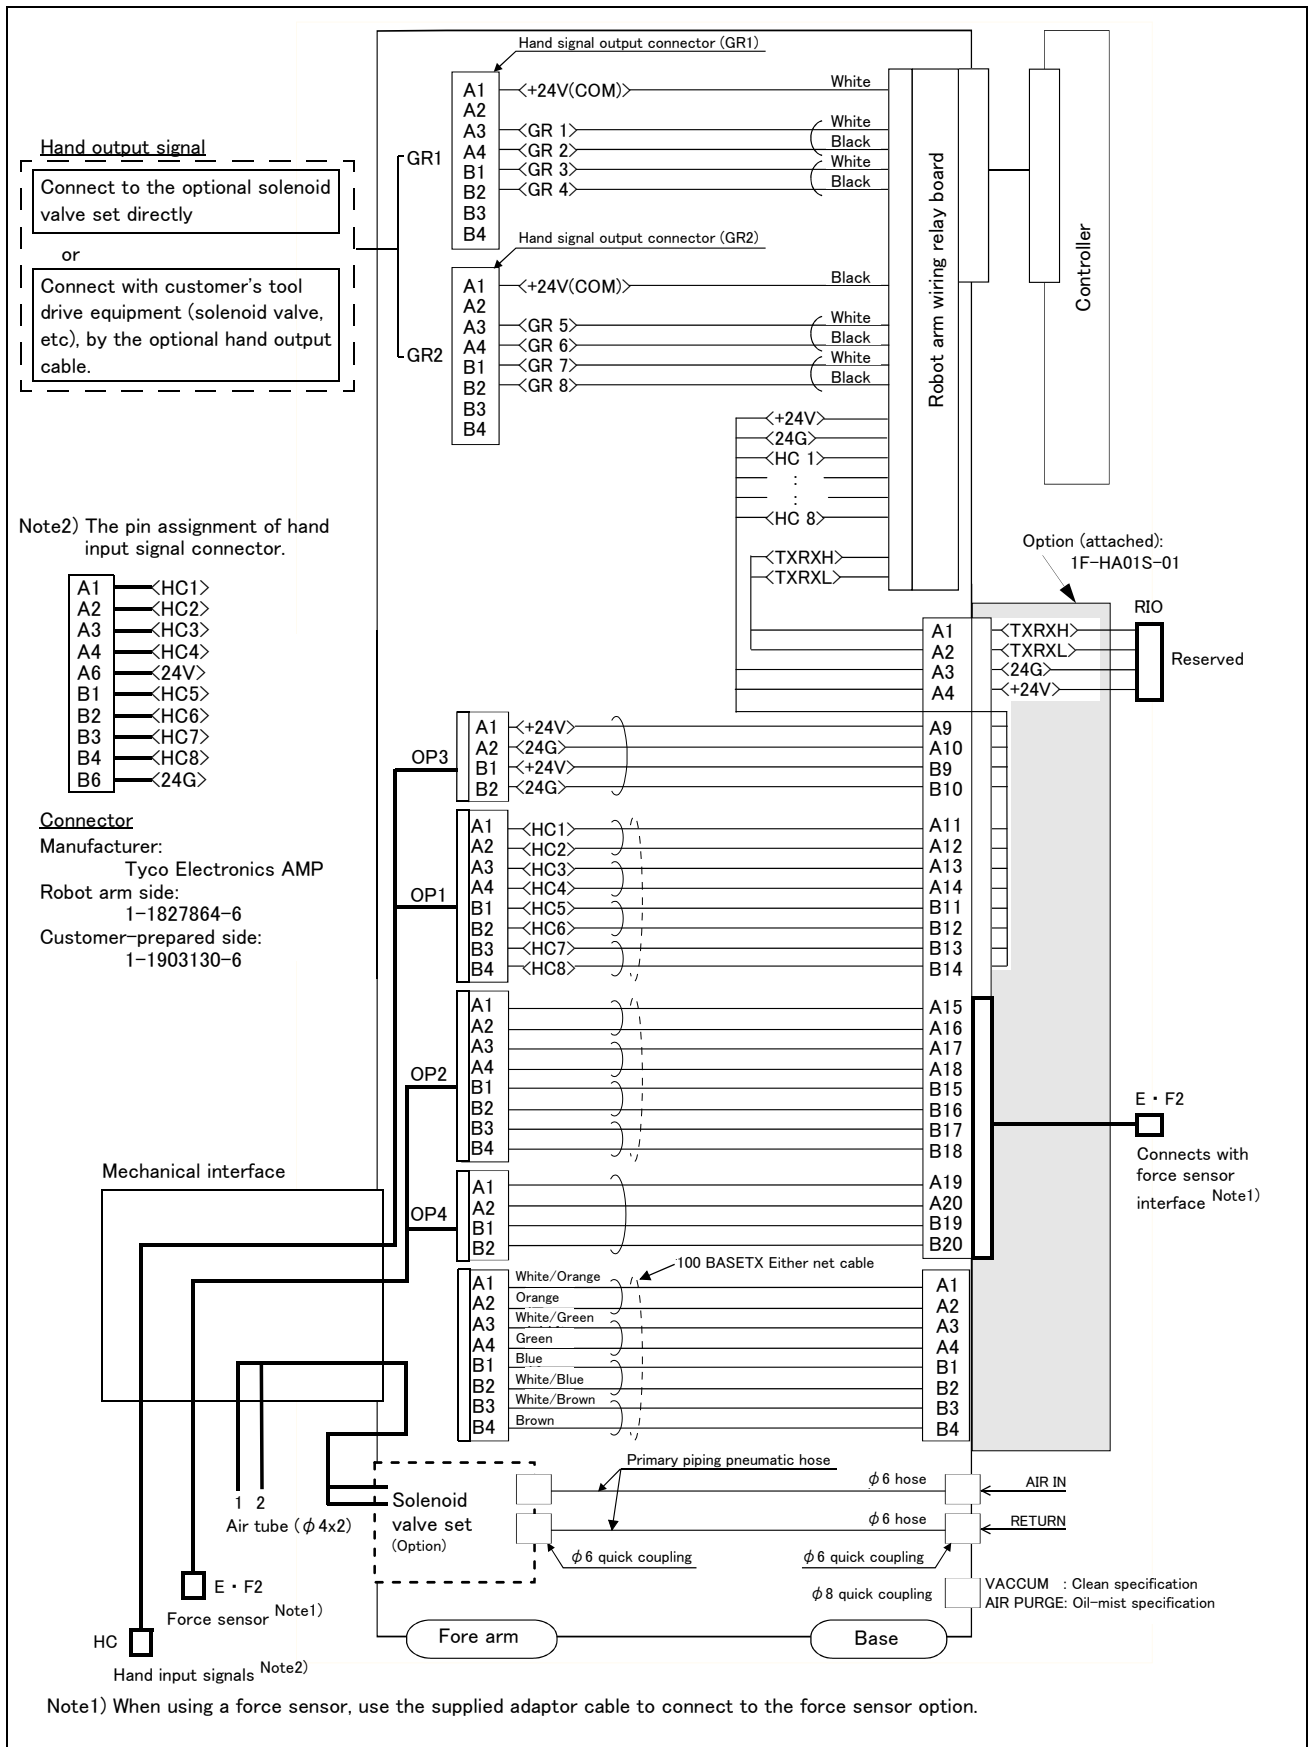 Hand signal output connector (GR1)
A1 <+24V(COM)> White
A2
A3 <GR 1> White
A4 <GR 2> Black
B1 <GR 3> White
B2 <GR 4> Black
B3
B4
GR1
Hand output signal
Connect to the optional solenoid
valve set directly
or
Connect with customer's tool
drive equipment (solenoid valve,
etc), by the optional hand output
cable.
Hand signal output connector (GR2)
A1 <+24V(COM)> Black
A2
A3 <GR 5> White
A4 <GR 6> Black
B1 <GR 7> White
B2 <GR 8> Black
B3
B4
GR2
Robot arm wiring relay board
Controller
<+24V>
<24G>
<HC 1>
:
:
<HC 8>
<TXRXH>
<TXRXL>
Note2) The pin assignment of hand
input signal connector.
A1 <HC1>
A2 <HC2>
A3 <HC3>
A4 <HC4>
A6 <24V>
B1 <HC5>
B2 <HC6>
B3 <HC7>
B4 <HC8>
B6 <24G>
Connector
Manufacturer:
Tyco Electronics AMP
Robot arm side:
1-1827864-6
Customer-prepared side:
1-1903130-6
Option (attached):
1F-HA01S-01
RIO
A1 <TXRXH>
A2 <TXRXL>
A3 <24G>
A4 <+24V>
Reserved
OP3
A1 <+24V> A9
A2 <24G> A10
B1 <+24V> B9
B2 <24G> B10
OP1
A1 <HC1> A11
A2 <HC2> A12
A3 <HC3> A13
A4 <HC4> A14
B1 <HC5> B11
B2 <HC6> B12
B3 <HC7> B13
B4 <HC8> B14
OP2
A1 A15
A2 A16
A3 A17
A4 A18
B1 B15
B2 B16
B3 B17
B4 B18
E・F2
Connects with
force sensor
interface Note1)
Mechanical interface
OP4
A1 A19
A2 A20
B1 B19
B2 B20
100 BASETX Either net cable
A1 White/Orange A1
A2 Orange A2
A3 White/Green A3
A4 Green A4
B1 Blue B1
B2 White/Blue B2
B3 White/Brown B3
B4 Brown B4
Primary piping pneumatic hose
φ6 hose AIR IN
φ6 hose RETURN
1 2
Air tube (φ4x2)
Solenoid
valve set
(Option)
φ6 quick coupling
φ6 quick coupling
φ8 quick coupling
VACCUM : Clean specification
AIR PURGE: Oil-mist specification
E・F2
Force sensor Note1)
HC
Hand input signals Note2)
Fore arm
Base
Note1) When using a force sensor, use the supplied adaptor cable to connect to the force sensor option.